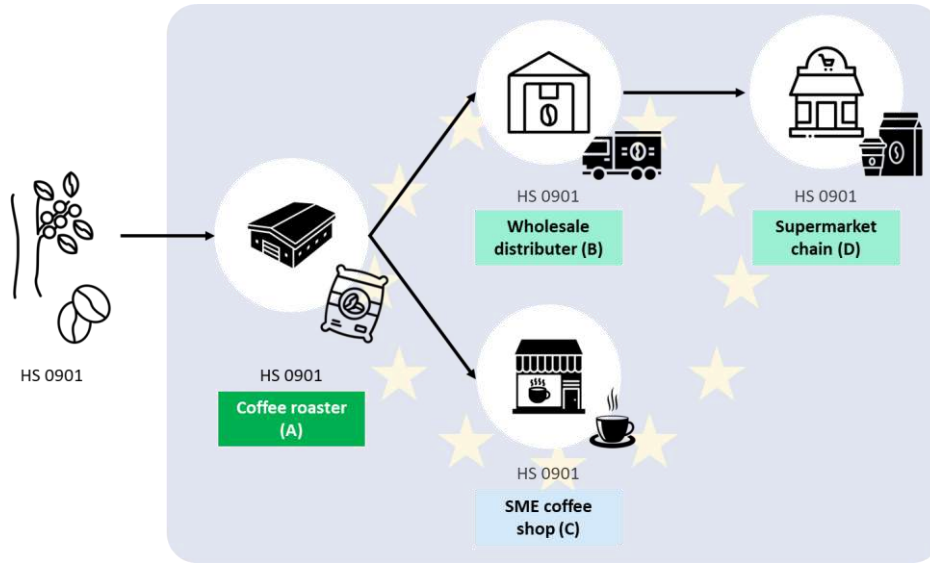 HS 0901
HS 0901
Coffee roaster
(A)
HS 0901
Wholesale
distributer (B)
HS 0901
Supermarket
chain (D)
HS 0901
SME coffee
shop (C)